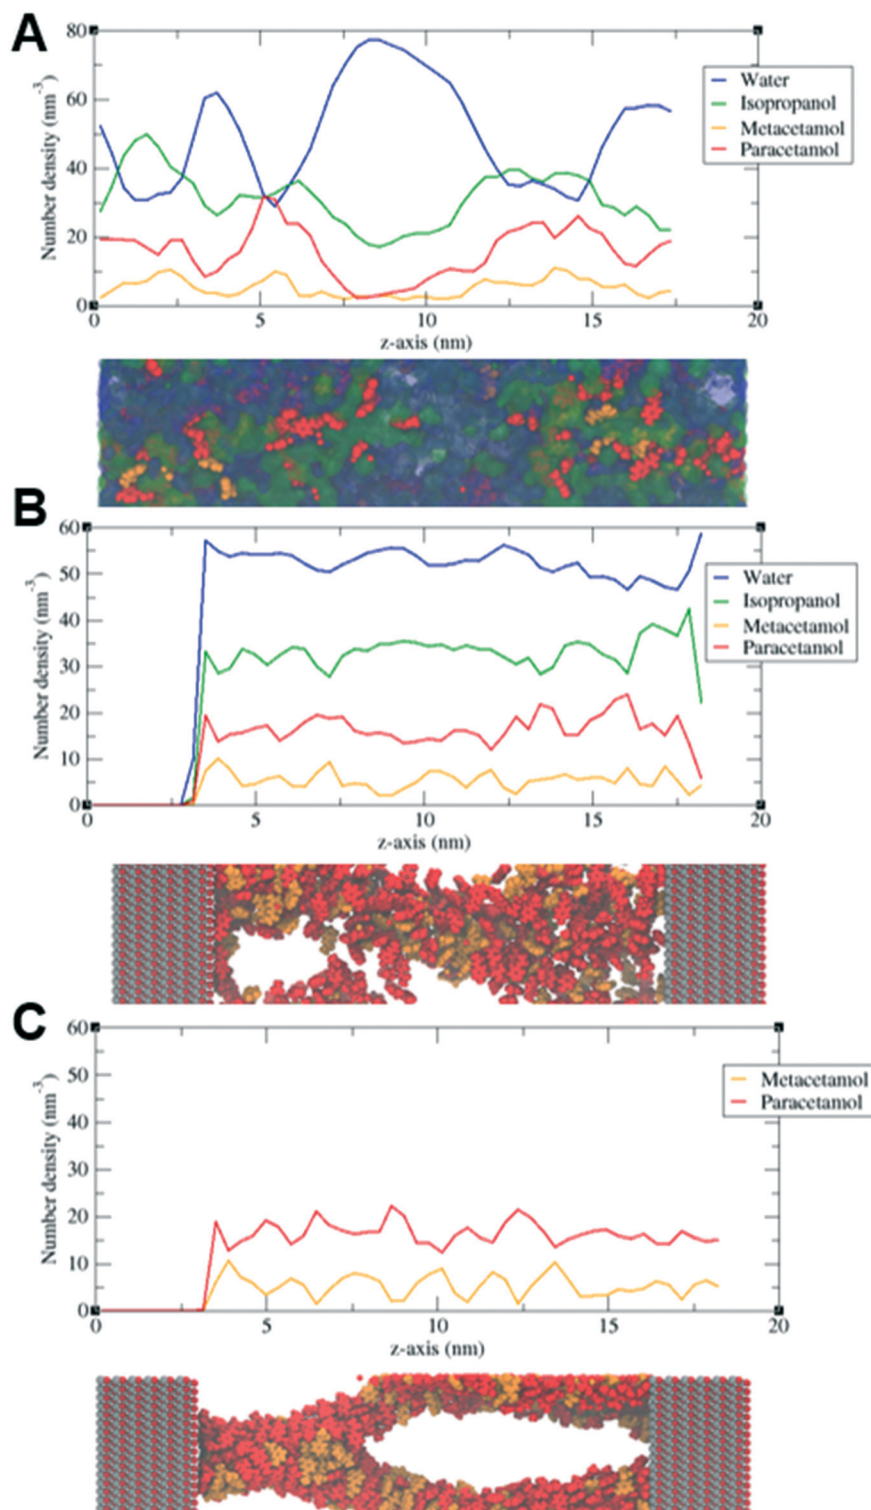 A
80
60
40
20
0
Number density (nm⁻³)
Water
Isopropanol
Metacetamol
Paracetamol
0 5 10 15 20
z-axis (nm)
B
60
50
40
30
20
10
0
Number density (nm⁻³)
Water
Isopropanol
Metacetamol
Paracetamol
0 5 10 15 20
z-axis (nm)
C
60
50
40
30
20
10
0
Number density (nm⁻³)
Metacetamol
Paracetamol
0 5 10 15 20
z-axis (nm)